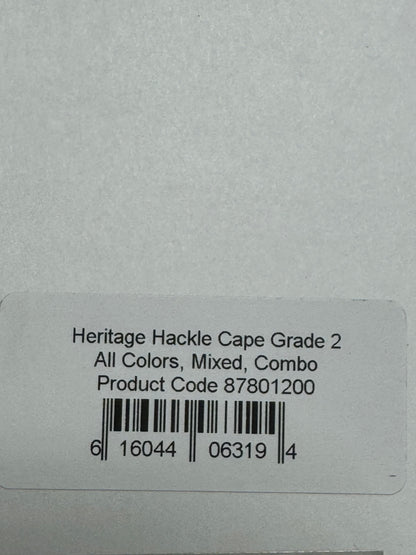 Heritage Hackle Cape Grade 2
All Colors, Mixed, Combo
Product Code 87801200
6 16044 06319 4